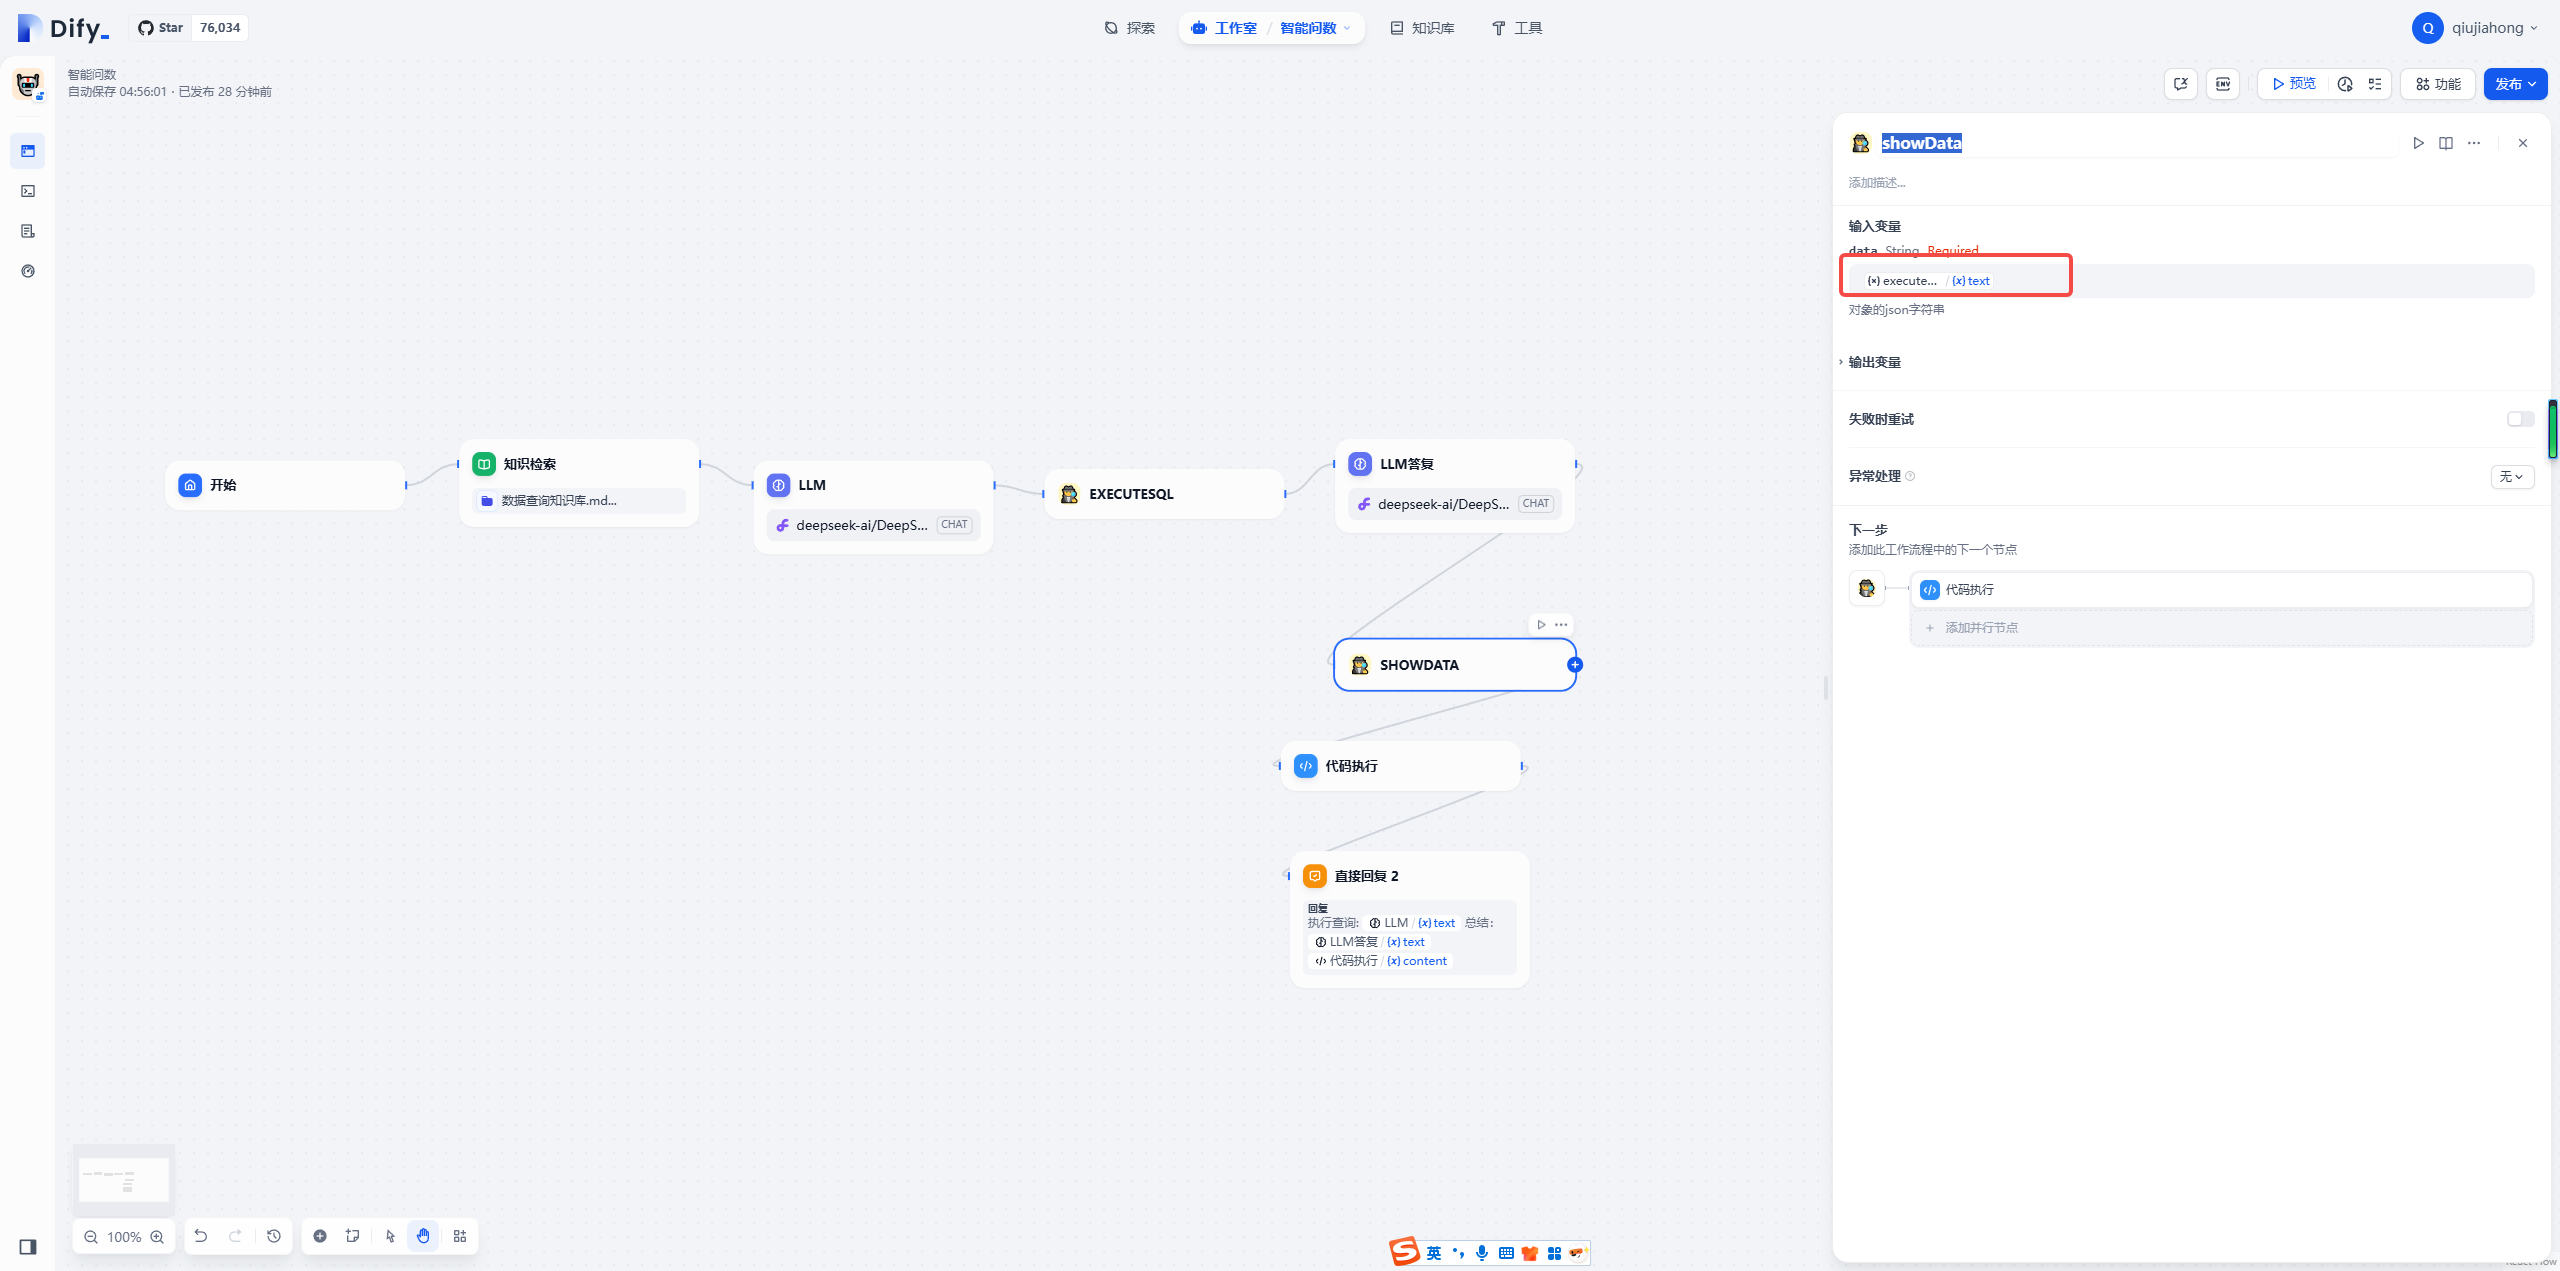 Dify_
Star 76,034
探索
工作室 / 智能问数
知识库
工具
Q qiujiahong
智能问数
自动保存 04:56:01 · 已发布 28 分钟前
ENV
预览
功能
发布
showData
添加描述...
输入变量
data String Required
{x} execute... / {x} text
对象的json字符串
输出变量
失败时重试
异常处理
无
下一步
添加此工作流程中的下一个节点
代码执行
+ 添加并行节点
开始
知识检索
数据查询知识库.md...
LLM
deepseek-ai/DeepS... CHAT
EXECUTESQL
LLM答复
deepseek-ai/DeepS... CHAT
SHOWDATA
代码执行
直接回复 2
回复
执行查询: LLM / {x} text 总结:
LLM答复 / {x} text
代码执行 / {x} content
100%
S 英
React Flow